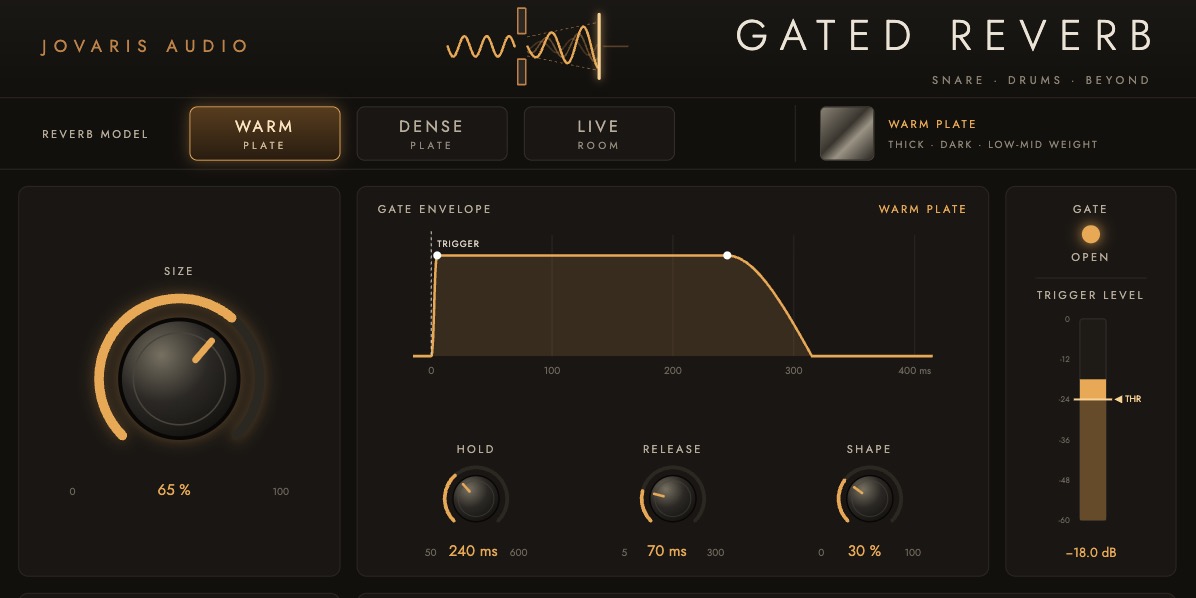 JOVARIS AUDIO
GATED REVERB
SNARE · DRUMS · BEYOND
REVERB MODEL
WARM
PLATE
DENSE
PLATE
LIVE
ROOM
WARM PLATE
THICK · DARK · LOW-MID WEIGHT
SIZE
0
65 %
100
GATE ENVELOPE
WARM PLATE
TRIGGER
0
100
200
300
400 ms
HOLD
RELEASE
SHAPE
50
240 ms
600
5
70 ms
300
0
30 %
100
GATE
OPEN
TRIGGER LEVEL
0
-12
-24
THR
-36
-48
-60
−18.0 dB